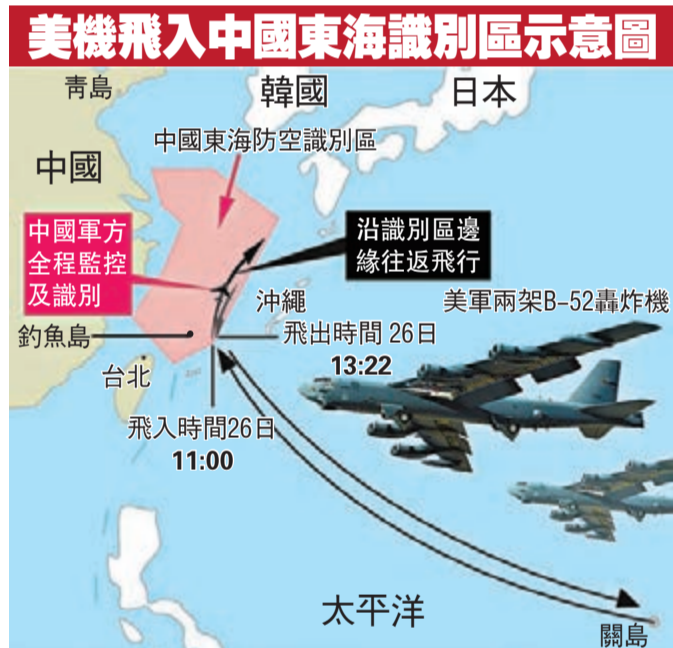 美機飛入中國東海識別區示意圖
青島
韓國
日本
中國東海防空識別區
中國
中國軍方
全程監控
及識別
沿識別區邊
緣往返飛行
沖繩
美軍兩架B-52轟炸機
釣魚島
飛出時間 26日
13:22
台北
飛入時間26日
11:00
太平洋
關島